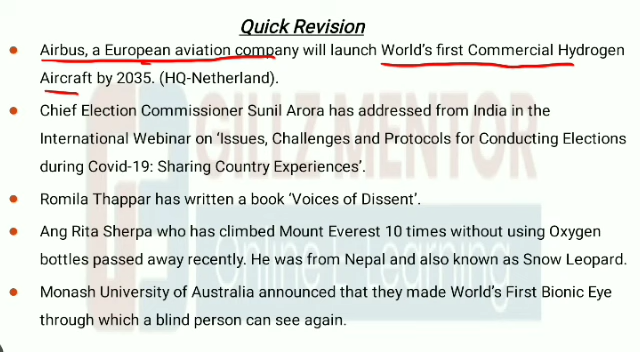 Quick Revision
Airbus, a European aviation company will launch World's first Commercial Hydrogen
Aircraft by 2035. (HQ-Netherland).
Chief Election Commissioner Sunil Arora has addressed from India in the
International Webinar on 'Issues, Challenges and Protocols for Conducting Elections
during Covid-19: Sharing Country Experiences'.
Romila Thappar has written a book 'Voices of Dissent'.
Ang Rita Sherpa who has climbed Mount Everest 10 times without using Oxygen
bottles passed away recently. He was from Nepal and also known as Snow Leopard.
Monash University of Australia announced that they made World's First Bionic Eye
through which a blind person can see again.
GILLZ MENTOR
Online Learning